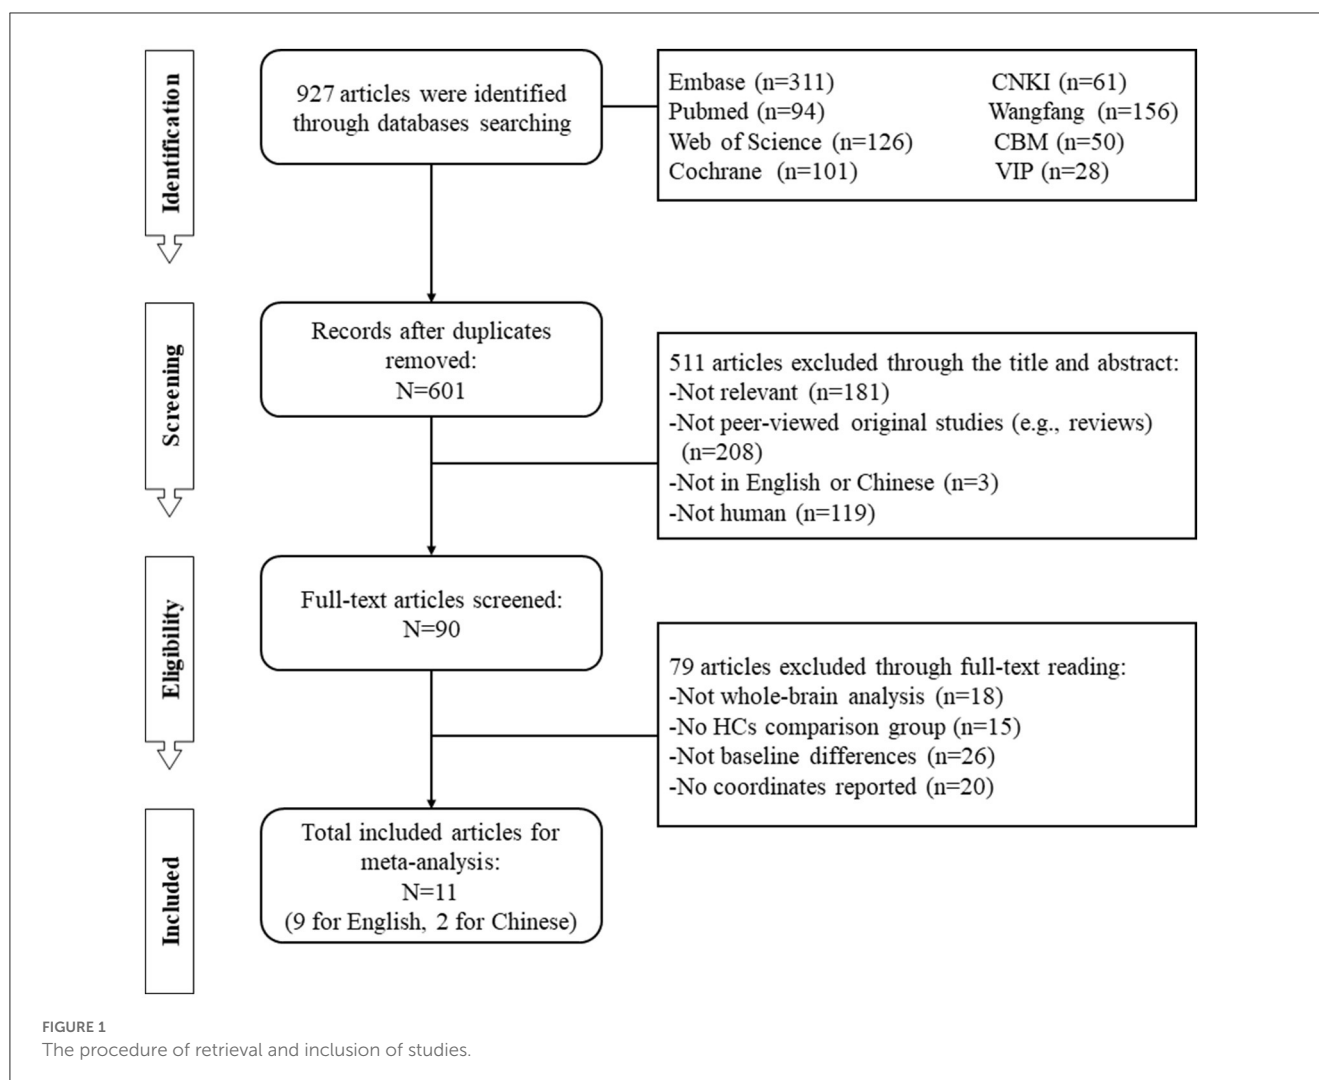 Identification
927 articles were identified
through databases searching
Embase (n=311)
Pubmed (n=94)
Web of Science (n=126)
Cochrane (n=101)
CNKI (n=61)
Wangfang (n=156)
CBM (n=50)
VIP (n=28)
Screening
Records after duplicates
removed:
N=601
511 articles excluded through the title and abstract:
-Not relevant (n=181)
-Not peer-viewed original studies (e.g., reviews)
(n=208)
-Not in English or Chinese (n=3)
-Not human (n=119)
Eligibility
Full-text articles screened:
N=90
79 articles excluded through full-text reading:
-Not whole-brain analysis (n=18)
-No HCs comparison group (n=15)
-Not baseline differences (n=26)
-No coordinates reported (n=20)
Included
Total included articles for
meta-analysis:
N=11
(9 for English, 2 for Chinese)
FIGURE 1
The procedure of retrieval and inclusion of studies.